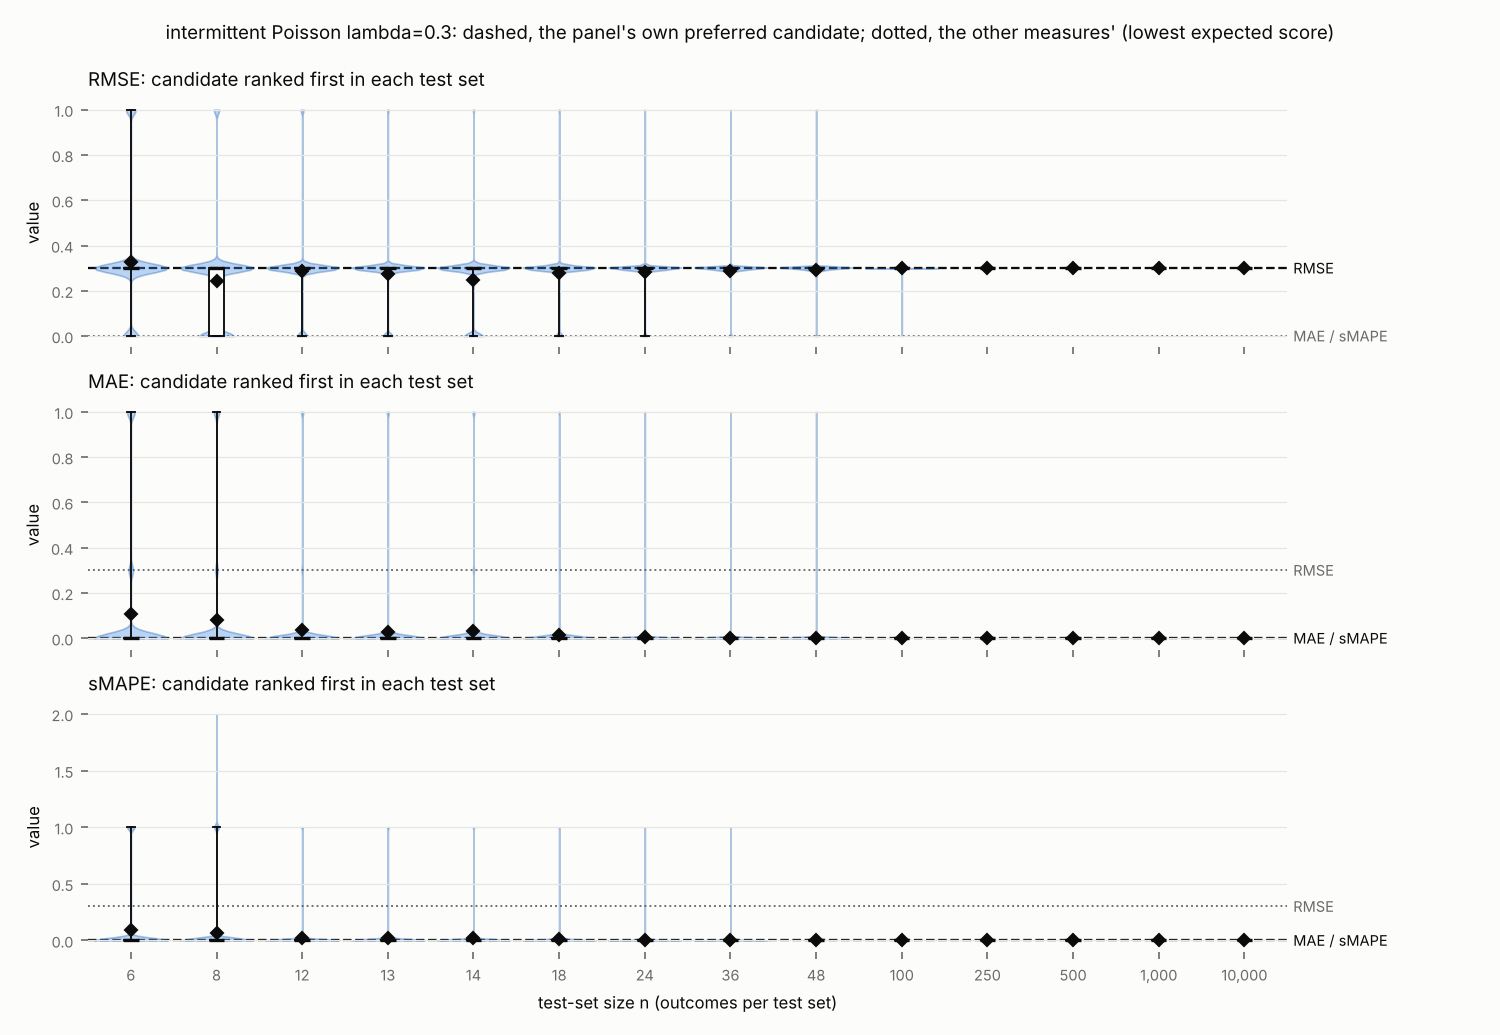 intermittent Poisson lambda=0.3: dashed, the panel's own preferred candidate; dotted, the other measures' (lowest expected score)
RMSE: candidate ranked first in each test set
1.0
0.8
0.6
0.4
0.2
0.0
value
RMSE
MAE / sMAPE
MAE: candidate ranked first in each test set
1.0
0.8
0.6
0.4
0.2
0.0
value
RMSE
MAE / sMAPE
sMAPE: candidate ranked first in each test set
2.0
1.5
1.0
0.5
0.0
value
RMSE
MAE / sMAPE
6 8 12 13 14 18 24 36 48 100 250 500 1,000 10,000
test-set size n (outcomes per test set)